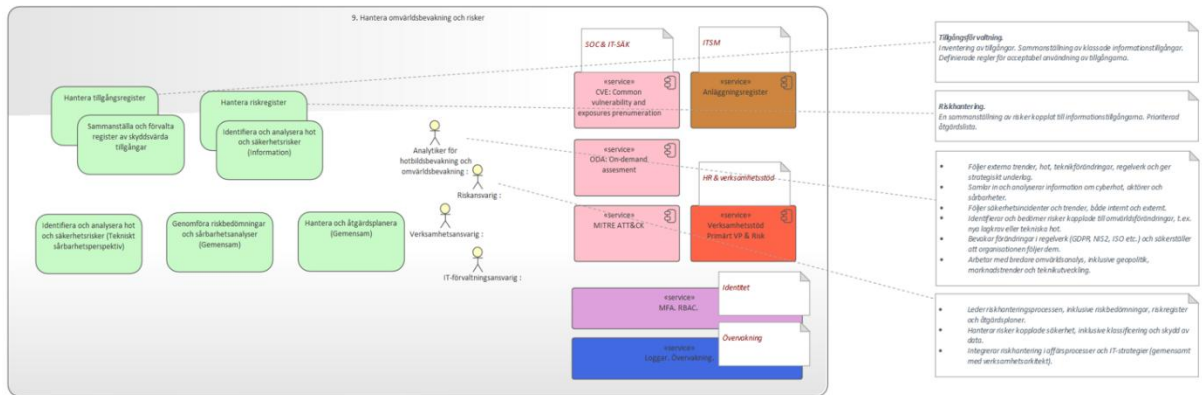 9. Hantera omvärldsbevakning och risker
Hantera tillgångsregister
Sammanställa och förvalta
register av skyddsvärda
tillgångar
Hantera riskregister
Identifiera och analysera hot
och säkerhetsrisker
(information)
Identifiera och analysera hot
och säkerhetsrisker (Tekniskt
sårbarhetsperspektiv)
Genomföra riskbedömningar
och sårbarhetsanalyser
(Gemensam)
Hantera och åtgärdsplanera
(Gemensam)
Analytiker för
hotbildsbevakning och
omvärldsbevakning :
Riskansvarig :
Verksamhetsansvarig :
IT-förvaltningsansvarig :
SOC & IT-SÄK
«service»
CVE: Common
vulnerability and
exposures prenumeration
«service»
ODA: On-demand
assesment
«service»
MITRE ATT&CK
ITSM
«service»
Anläggningsregister
HR & verksamhetsstöd
«service»
Verksamhetsstöd
Primärt VP & Risk
«service»
MFA, RBAC,
Identitet
«service»
Loggar, Övervakning,
Övervakning
Tillgångsförvaltning.
Inventering av tillgångar. Sammanställning av klassade informationstillgångar.
Definierade regler för acceptabel användning av tillgångarna.
Riskhantering.
En sammanställning av risker kopplat till informationstillgångarna. Prioriterad
åtgärdslista.
• Följer externa trender, hot, teknikförändringar, regelverk och ger
strategiskt underlag.
• Samlar in och analyserar information om cyberhot, aktörer och
sårbarheter.
• Följer säkerhetsincidenter och trender, både internt och externt.
• Identifierar och bedömer risker kopplade till omvärldsförändringar, t.ex.
nya lagkrav eller tekniska hot.
• Bevakar förändringar i regelverk (GDPR, NIS2, ISO etc.) och säkerställer
att organisationen följer dem.
• Arbetar med bredare omvärldsanalys, inklusive geopolitik,
marknadstrender och teknikutveckling.
• Leder riskhanteringsprocessen, inklusive riskbedömningar, riskregister
och åtgärdsplaner.
• Hanterar risker kopplade säkerhet, inklusive klassificering och skydd av
data.
• Integrerar riskhantering i affärsprocesser och IT-strategier (gemensamt
med verksamhetsarkitekt).